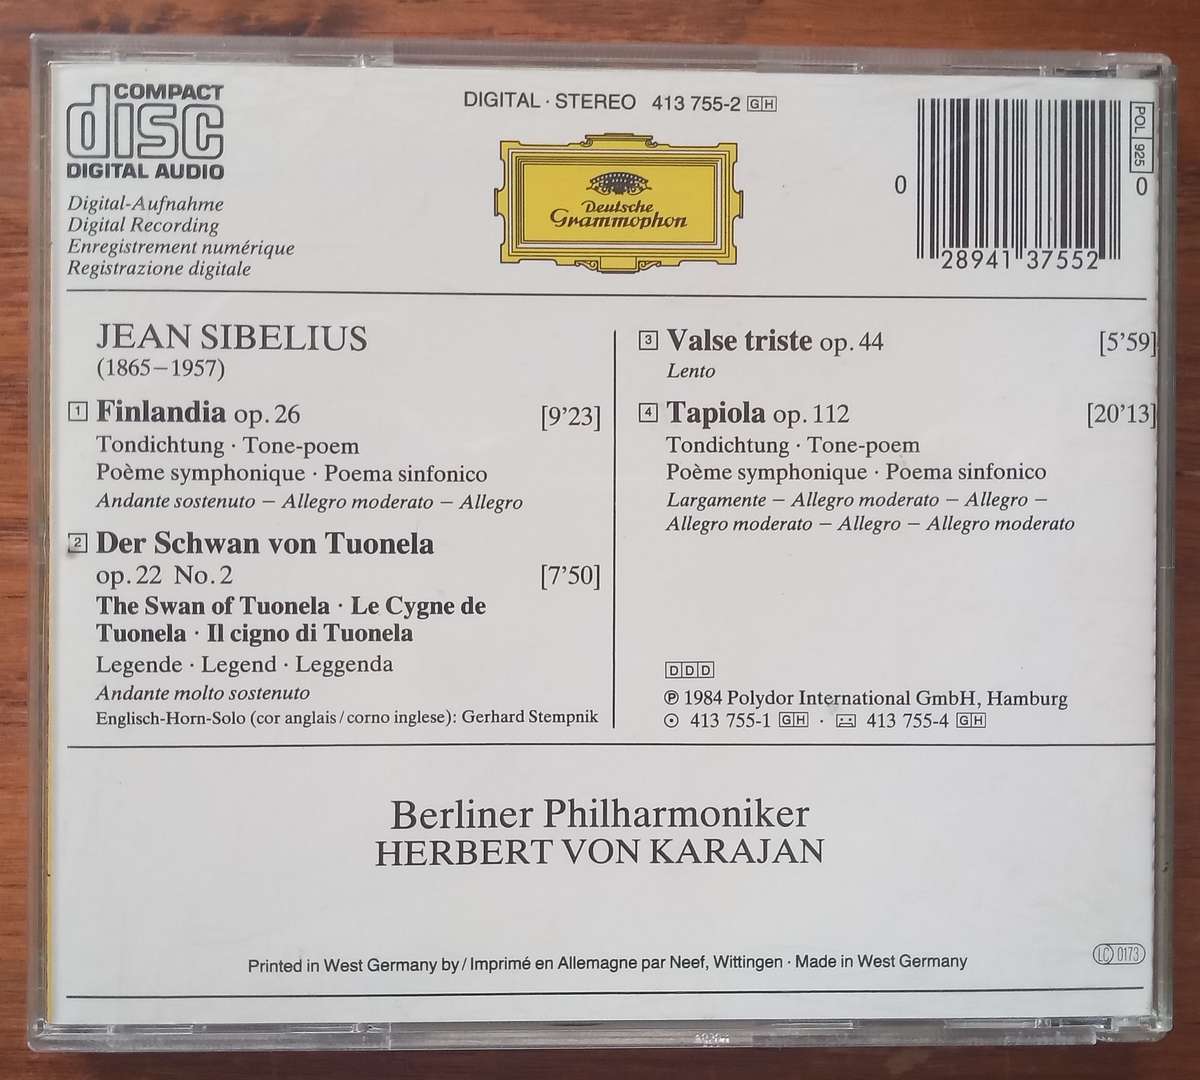 COMPACT
disc
DIGITAL AUDIO
Digital-Aufnahme
Digital Recording
Enregistrement numérique
Registrazione digitale
DIGITAL · STEREO 413 755-2 GH
Deutsche
Grammophon
0 28941 37552 0
POL 925
JEAN SIBELIUS
(1865–1957)
1 Finlandia op. 26 [9'23]
Tondichtung · Tone-poem
Poème symphonique · Poema sinfonico
Andante sostenuto – Allegro moderato – Allegro
2 Der Schwan von Tuonela
op. 22 No. 2 [7'50]
The Swan of Tuonela · Le Cygne de
Tuonela · Il cigno di Tuonela
Legende · Legend · Leggenda
Andante molto sostenuto
Englisch-Horn-Solo (cor anglais / corno inglese): Gerhard Stempnik
3 Valse triste op. 44 [5'59]
Lento
4 Tapiola op. 112 [20'13]
Tondichtung · Tone-poem
Poème symphonique · Poema sinfonico
Largamente – Allegro moderato – Allegro –
Allegro moderato – Allegro – Allegro moderato
DDD
℗ 1984 Polydor International GmbH, Hamburg
413 755-1 GH · 413 755-4 GH
Berliner Philharmoniker
HERBERT VON KARAJAN
Printed in West Germany by / Imprimé en Allemagne par Neef, Wittingen · Made in West Germany
LC 0173